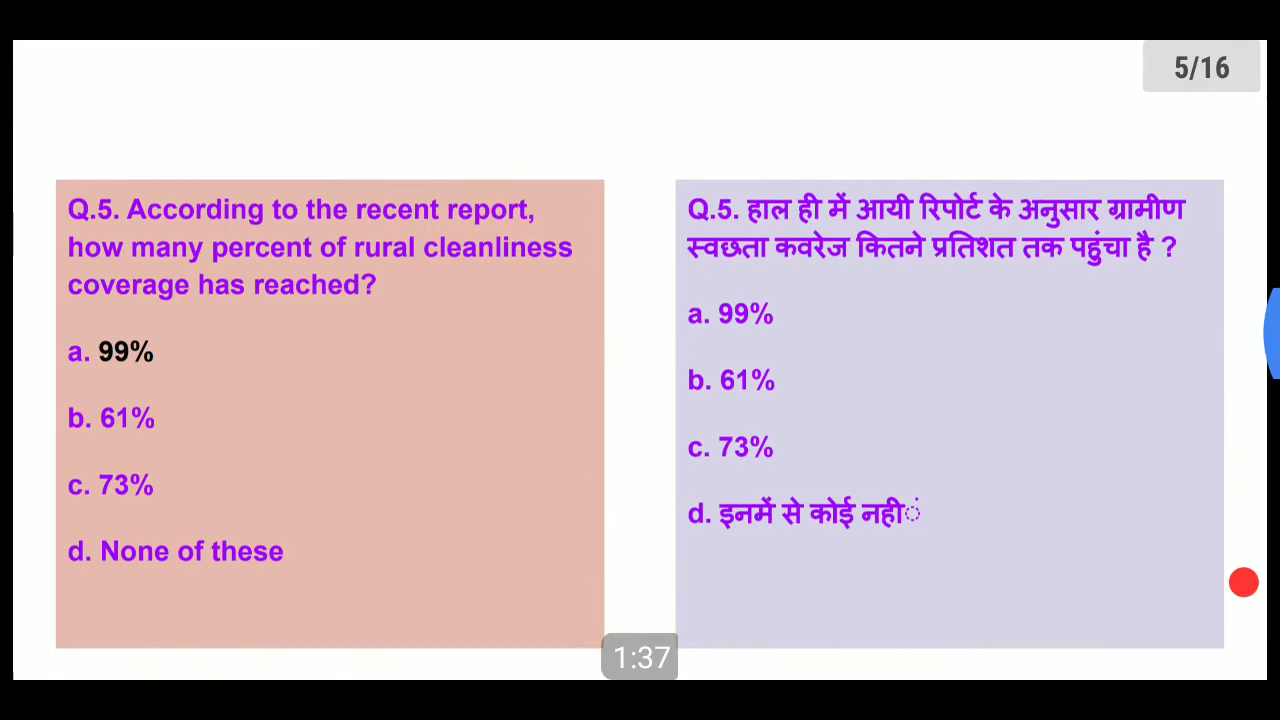 5/16
Q.5. According to the recent report,
how many percent of rural cleanliness
coverage has reached?
a. 99%
b. 61%
c. 73%
d. None of these
Q.5. हाल ही में आयी रिपोर्ट के अनुसार ग्रामीण
स्वछता कवरेज कितने प्रतिशत तक पहुंचा है ?
a. 99%
b. 61%
c. 73%
d. इनमें से कोई नही◌ं
1:37